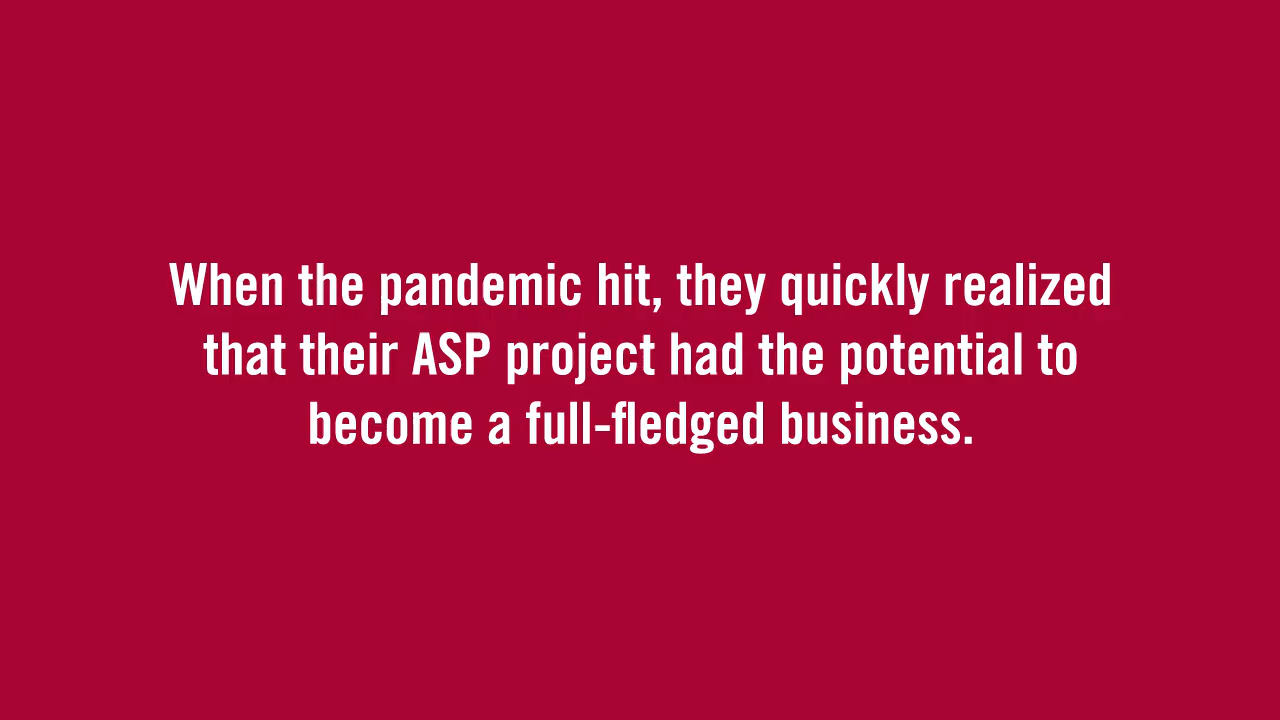 When the pandemic hit, they quickly realized
that their ASP project had the potential to
become a full-fledged business.